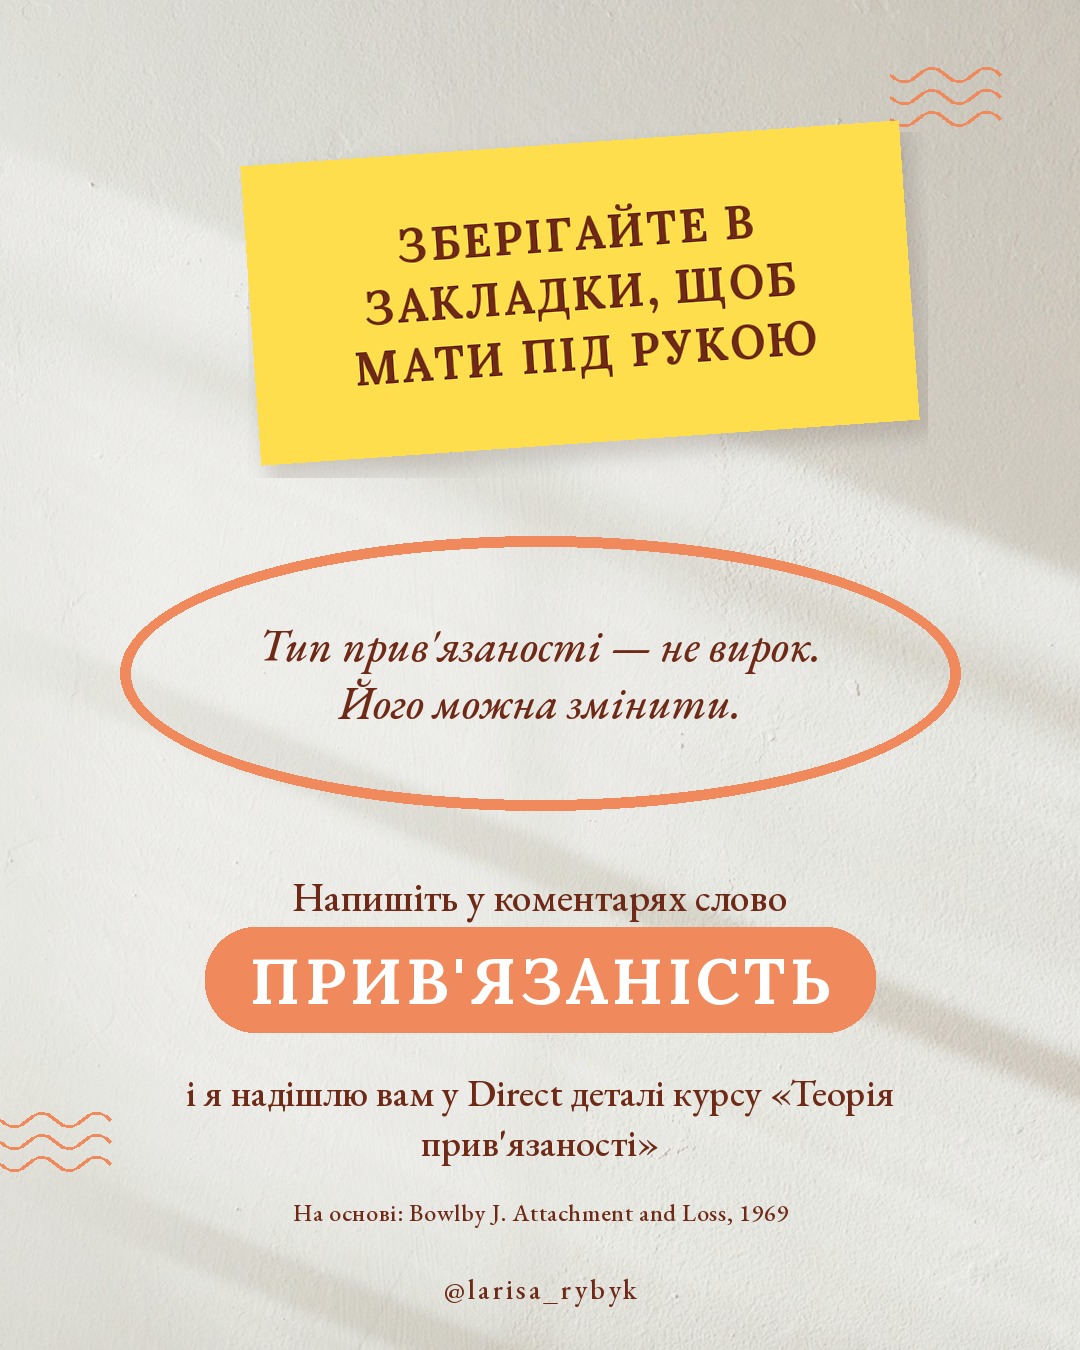 ЗБЕРІГАЙТЕ В
ЗАКЛАДКИ, ЩОБ
МАТИ ПІД РУКОЮ
Тип прив'язаності — не вирок.
Його можна змінити.
Напишіть у коментарях слово
ПРИВ'ЯЗАНІСТЬ
і я надішлю вам у Direct деталі курсу «Теорія
прив'язаності»
На основі: Bowlby J. Attachment and Loss, 1969
@larisa_rybyk